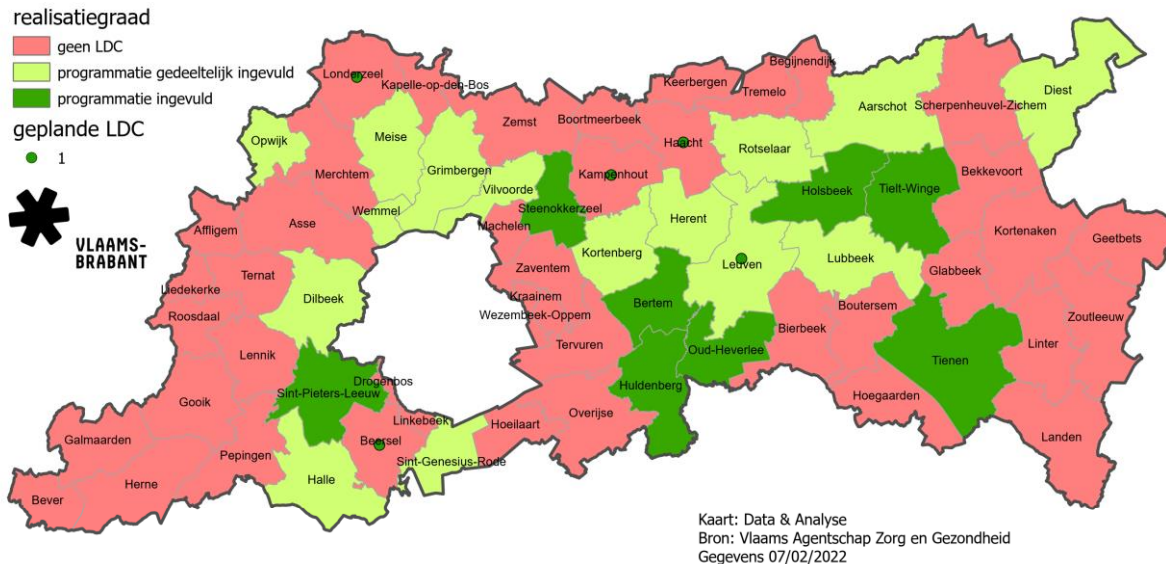 realisatiegraad
geen LDC
programmatie gedeeltelijk ingevuld
programmatie ingevuld
geplande LDC
1
VLAAMS-
BRABANT
Londerzeel
Kapelle-op-den-Bos
Opwijk
Meise
Merchtem
Grimbergen
Wemmel
Zemst
Vilvoorde
Steenokkerzeel
Machelen
Boortmeerbeek
Kampenhout
Keerbergen
Tremelo
Begijnendijk
Haacht
Rotselaar
Aarschot
Scherpenheuvel-Zichem
Diest
Holsbeek
Tielt-Winge
Bekkevoort
Herent
Kortenberg
Leuven
Lubbeek
Kortenaken
Geetbets
Glabbeek
Affligem
Asse
Ternat
Liedekerke
Roosdaal
Dilbeek
Lennik
Zaventem
Kraainem
Wezembeek-Oppem
Tervuren
Bertem
Oud-Heverlee
Huldenberg
Bierbeek
Boutersem
Tienen
Zoutleeuw
Linter
Hoegaarden
Landen
Gooik
Sint-Pieters-Leeuw
Drogenbos
Linkebeek
Beersel
Hoeilaart
Overijse
Sint-Genesius-Rode
Galmaarden
Pepingen
Halle
Herne
Bever
Kaart: Data & Analyse
Bron: Vlaams Agentschap Zorg en Gezondheid
Gegevens 07/02/2022